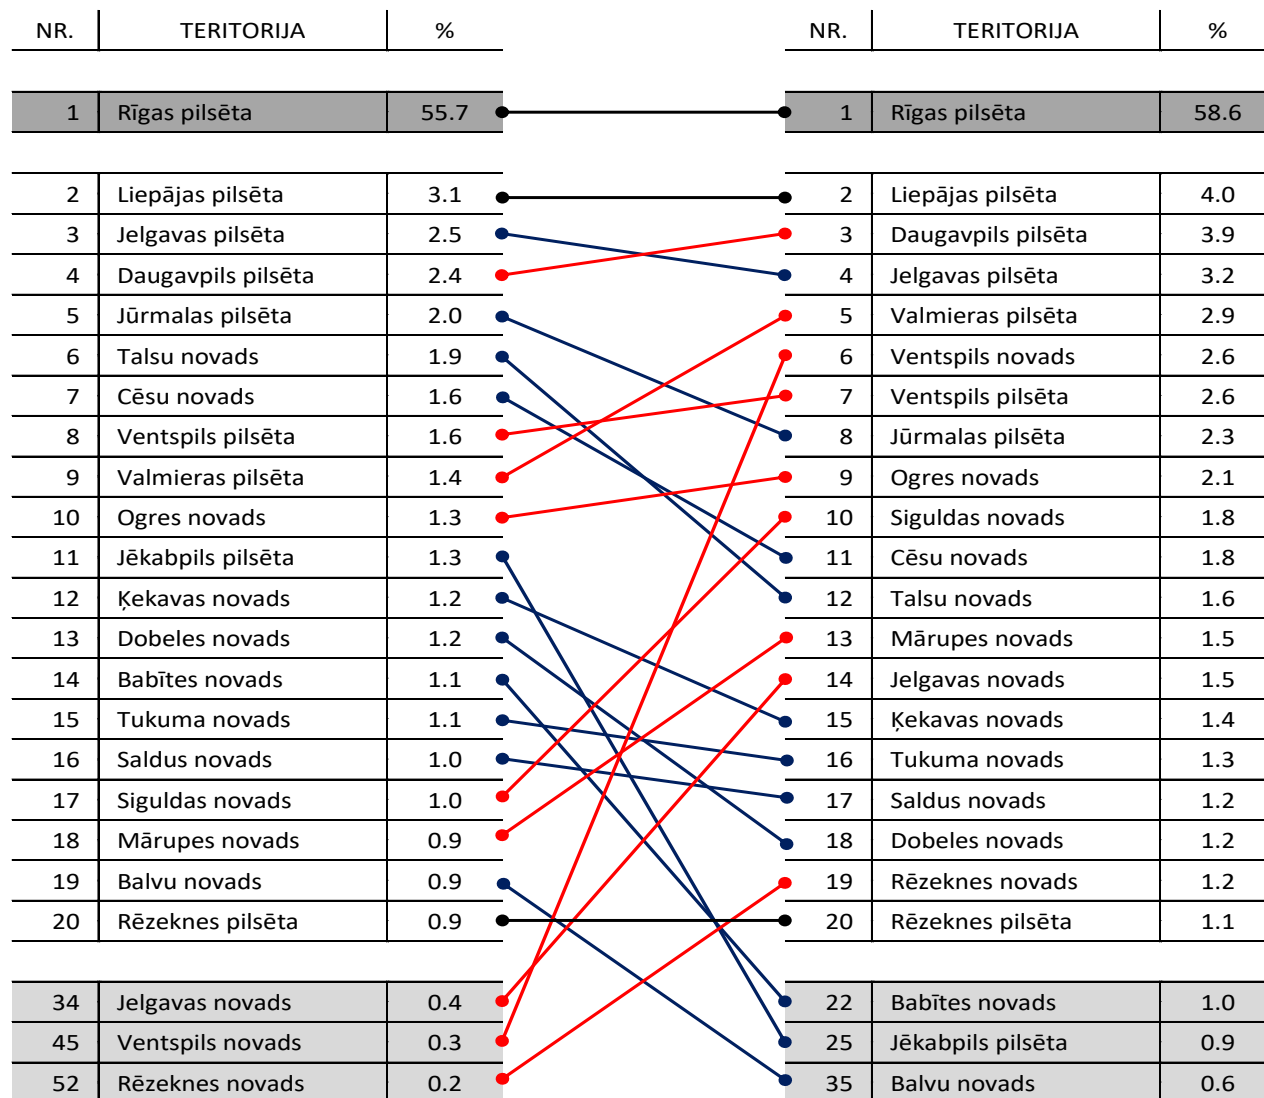 NR. TERITORIJA % NR. TERITORIJA %
1 Rīgas pilsēta 55.7 1 Rīgas pilsēta 58.6
2 Liepājas pilsēta 3.1 2 Liepājas pilsēta 4.0
3 Jelgavas pilsēta 2.5 3 Daugavpils pilsēta 3.9
4 Daugavpils pilsēta 2.4 4 Jelgavas pilsēta 3.2
5 Jūrmalas pilsēta 2.0 5 Valmieras pilsēta 2.9
6 Talsu novads 1.9 6 Ventspils novads 2.6
7 Cēsu novads 1.6 7 Ventspils pilsēta 2.6
8 Ventspils pilsēta 1.6 8 Jūrmalas pilsēta 2.3
9 Valmieras pilsēta 1.4 9 Ogres novads 2.1
10 Ogres novads 1.3 10 Siguldas novads 1.8
11 Jēkabpils pilsēta 1.3 11 Cēsu novads 1.8
12 Ķekavas novads 1.2 12 Talsu novads 1.6
13 Dobeles novads 1.2 13 Mārupes novads 1.5
14 Babītes novads 1.1 14 Jelgavas novads 1.5
15 Tukuma novads 1.1 15 Ķekavas novads 1.4
16 Saldus novads 1.0 16 Tukuma novads 1.3
17 Siguldas novads 1.0 17 Saldus novads 1.2
18 Mārupes novads 0.9 18 Dobeles novads 1.2
19 Balvu novads 0.9 19 Rēzeknes novads 1.2
20 Rēzeknes pilsēta 0.9 20 Rēzeknes pilsēta 1.1
34 Jelgavas novads 0.4 22 Babītes novads 1.0
45 Ventspils novads 0.3 25 Jēkabpils pilsēta 0.9
52 Rēzeknes novads 0.2 35 Balvu novads 0.6